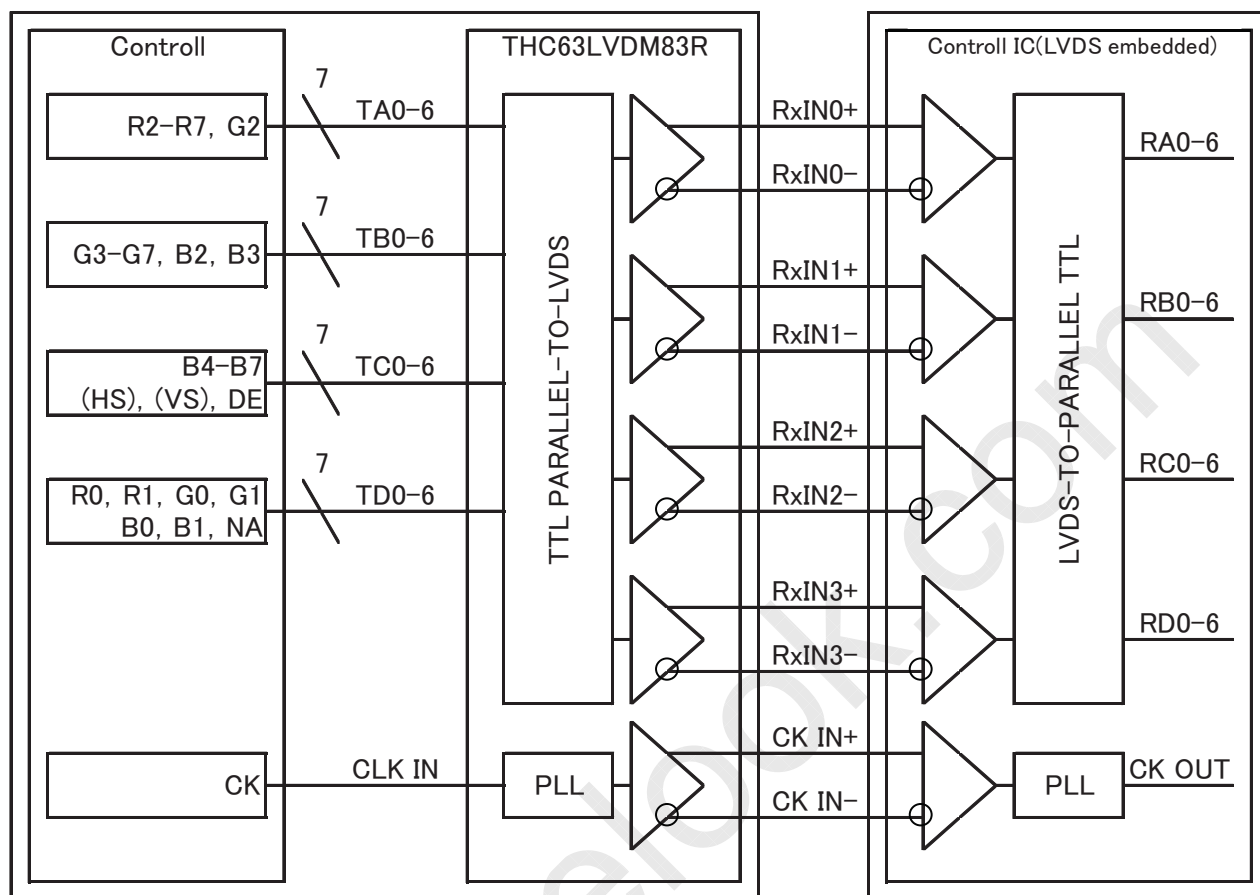 Controll
THC63LVDM83R
Controll IC(LVDS embedded)
7
R2-R7, G2
TA0-6
RxIN0+
RxIN0-
RA0-6
7
G3-G7, B2, B3
TB0-6
RxIN1+
RxIN1-
RB0-6
7
B4-B7
(HS), (VS), DE
TC0-6
RxIN2+
RxIN2-
RC0-6
7
R0, R1, G0, G1
B0, B1, NA
TD0-6
RxIN3+
RxIN3-
RD0-6
TTL PARALLEL-TO-LVDS
LVDS-TO-PARALLEL TTL
CK
CLK IN
PLL
CK IN+
CK IN-
PLL
CK OUT
elook.com